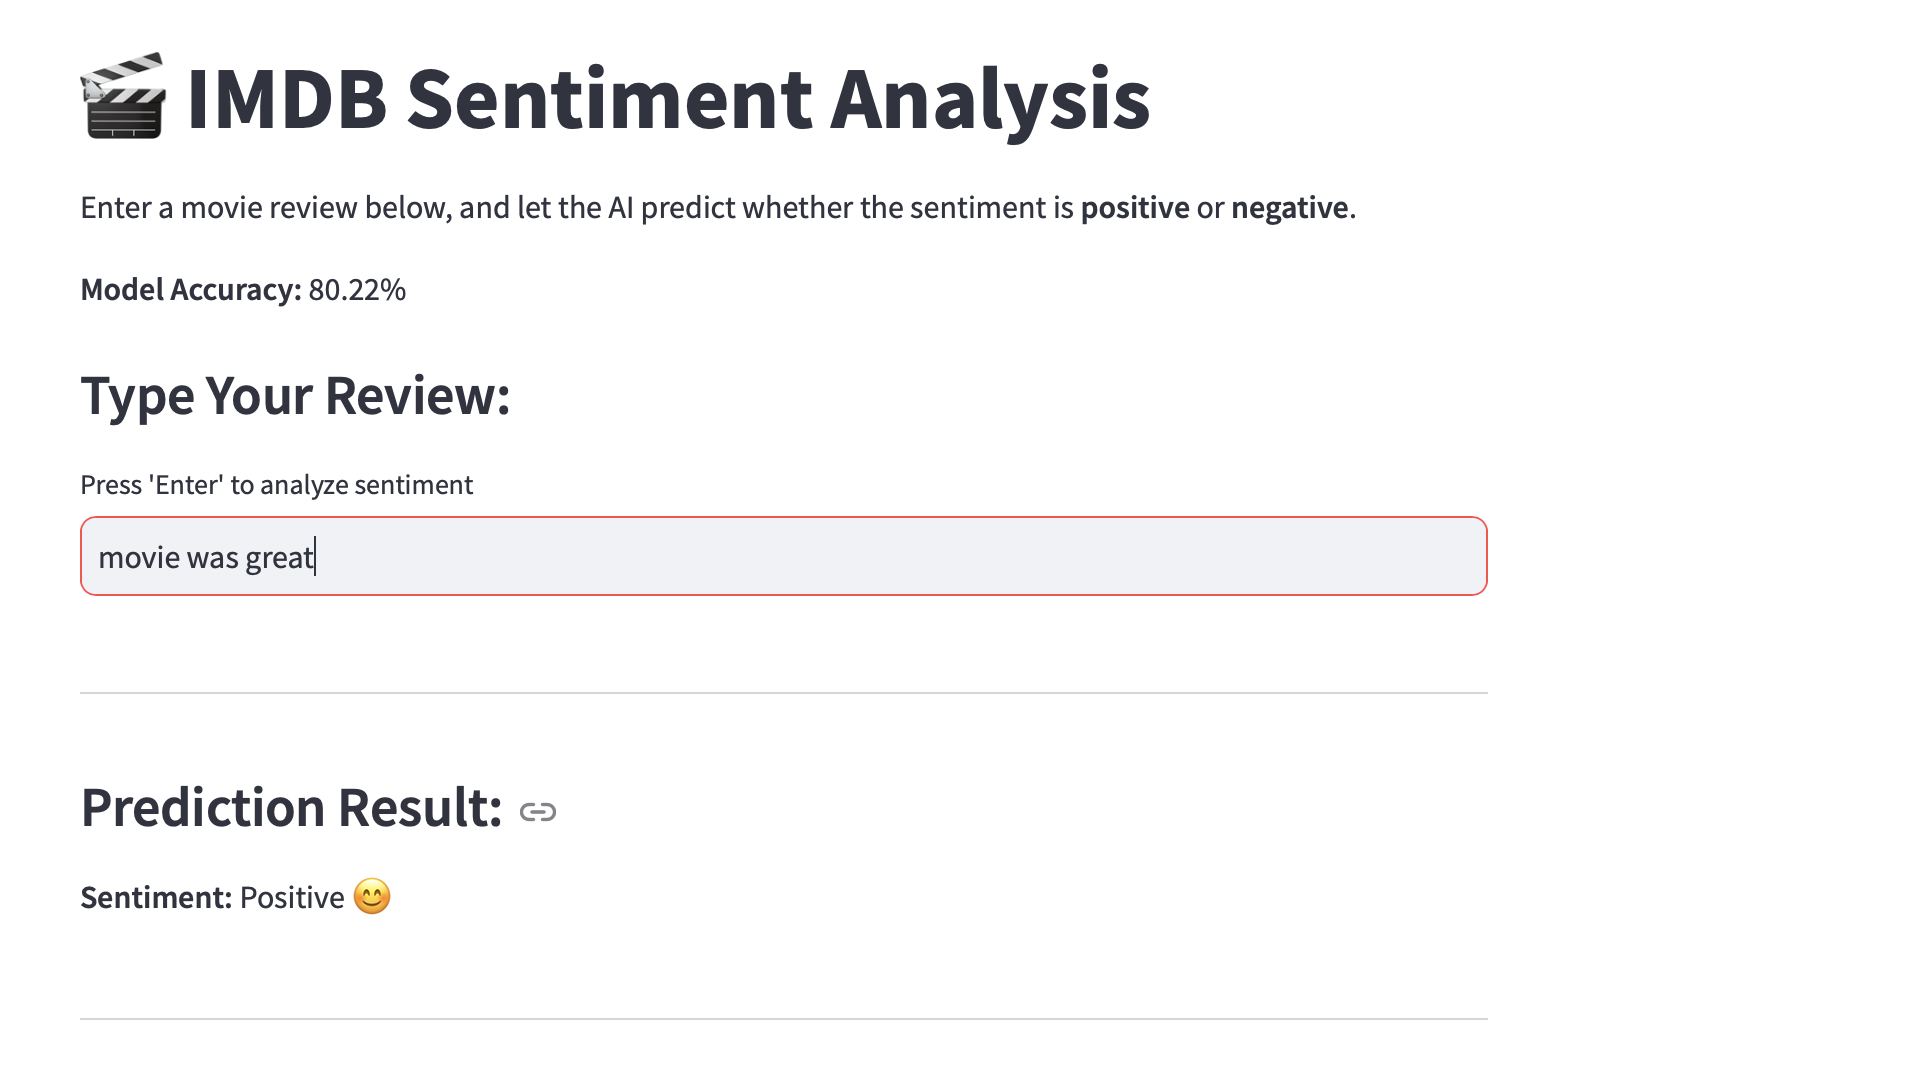 IMDB Sentiment Analysis
Enter a movie review below, and let the AI predict whether the sentiment is positive or negative.
Model Accuracy: 80.22%
Type Your Review:
Press 'Enter' to analyze sentiment
movie was great
Prediction Result:
Sentiment: Positive 😊